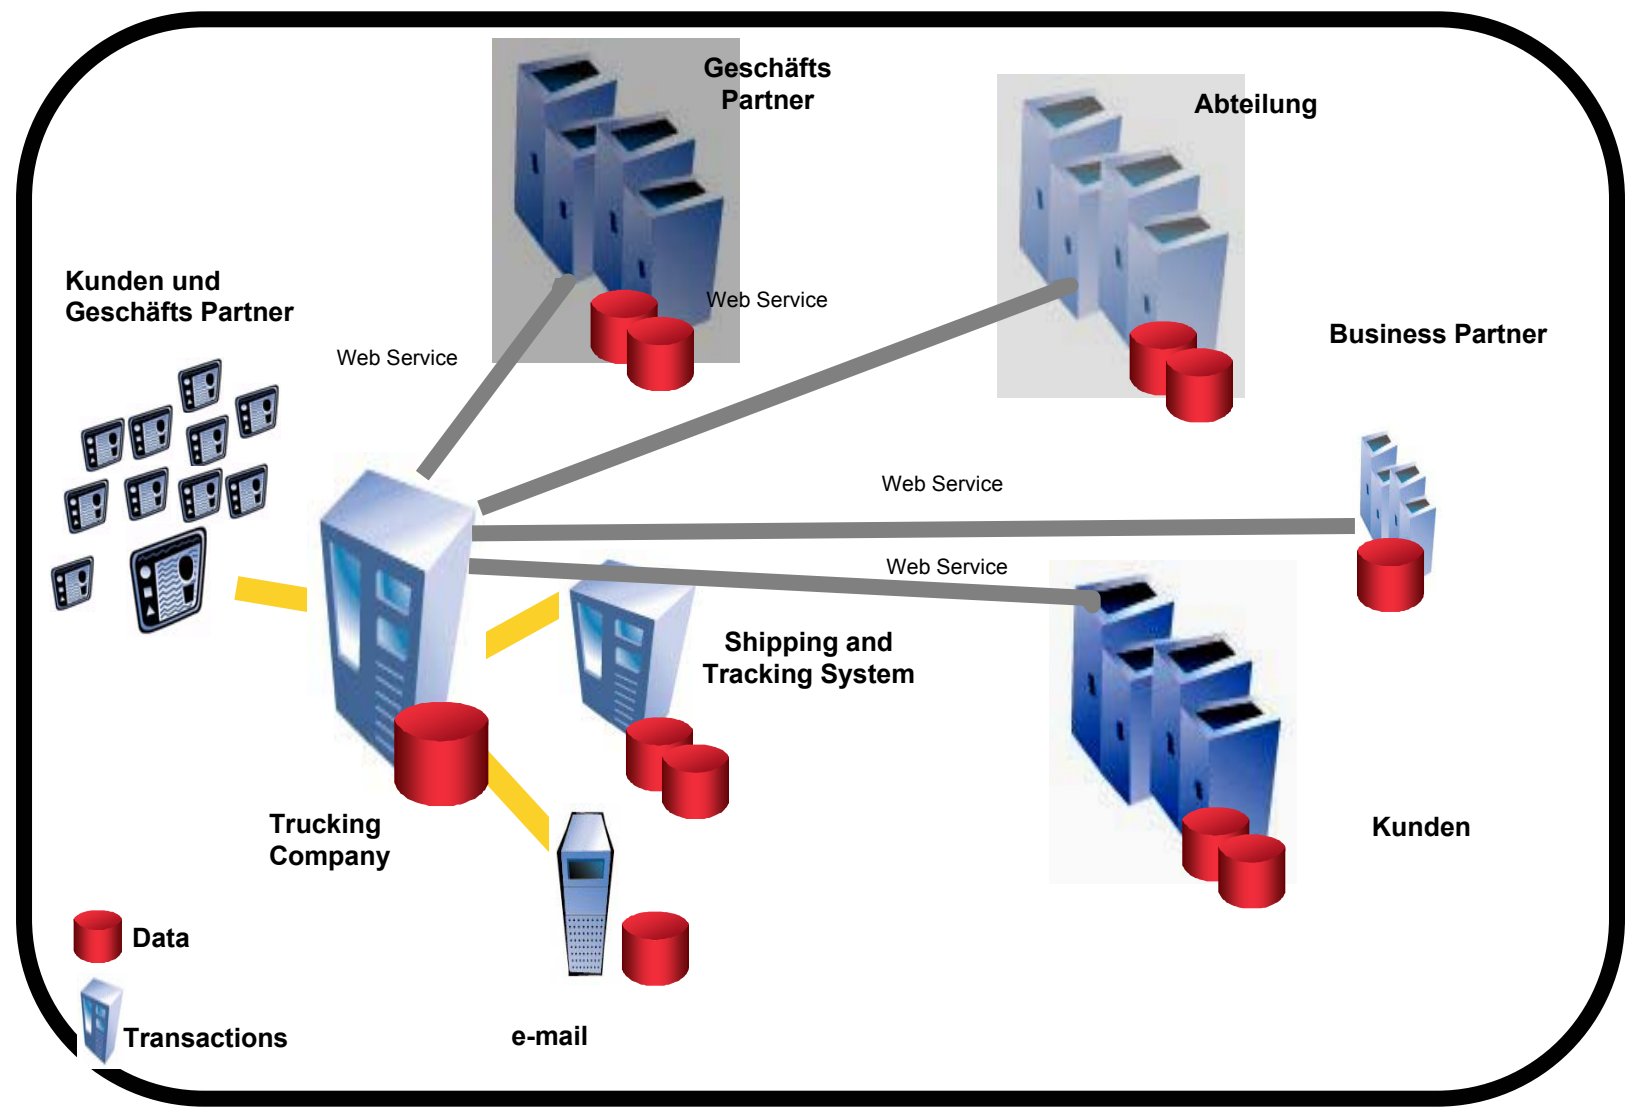 Geschäfts
Partner
Abteilung
Kunden und
Geschäfts Partner
Web Service
Web Service
Business Partner
Web Service
Web Service
Shipping and
Tracking System
Trucking
Company
Kunden
Data
Transactions
e-mail